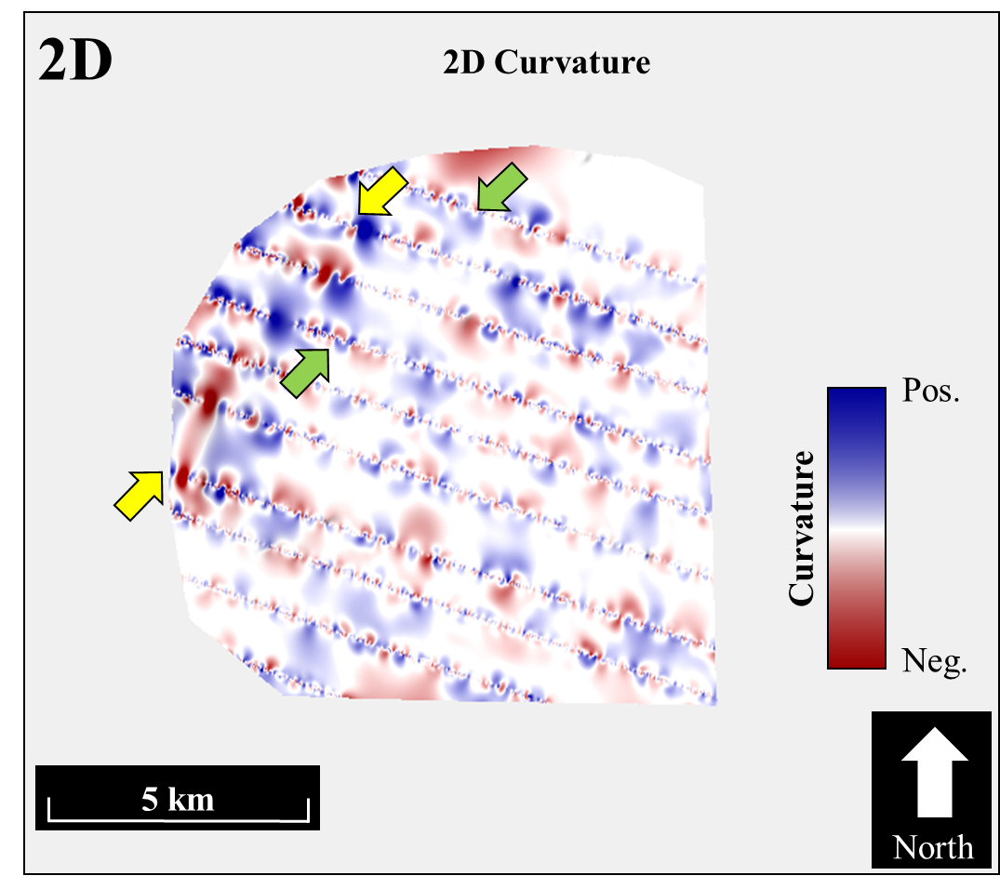 2D
2D Curvature
Pos.
Curvature
Neg.
5 km
North